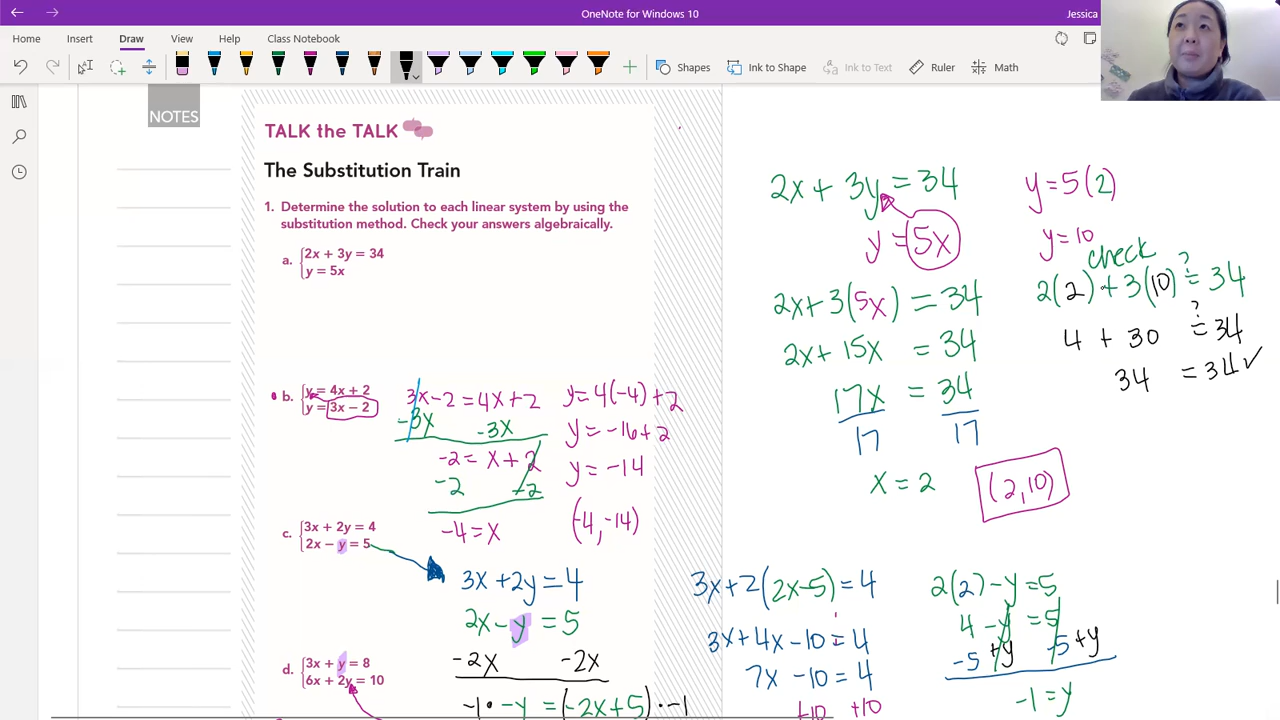 OneNote for Windows 10
Jessica
Home Insert Draw View Help Class Notebook
Shapes Ink to Shape Ink to Text Ruler Math
NOTES
TALK the TALK
The Substitution Train
1. Determine the solution to each linear system by using the
substitution method. Check your answers algebraically.
a. 2x + 3y = 34
y = 5x
b. y = 4x + 2
y = 3x − 2
3x-2 = 4x+2
-3x -3x
-2 = x+2
-2 -2
-4 = x
y = 4(-4)+2
y = -16+2
y = -14
(-4,-14)
c. 3x + 2y = 4
2x − y = 5
3x+2y=4
2x-y=5
-2x -2x
-1·-y = (-2x+5)·-1
d. 3x + y = 8
6x + 2y = 10
2x+3y=34
y=5x
2x+3(5x)=34
2x+15x = 34
17x = 34
17 17
x=2
(2,10)
y=5(2)
y=10
check
2(2)+3(10)≟34
4 + 30 ≟34
34 =34✓
3x+2(2x-5)=4
3x+4x-10=4
7x-10=4
+10 +10
2(2)-y=5
4-y=5
-5 +y -5 +y
-1=y